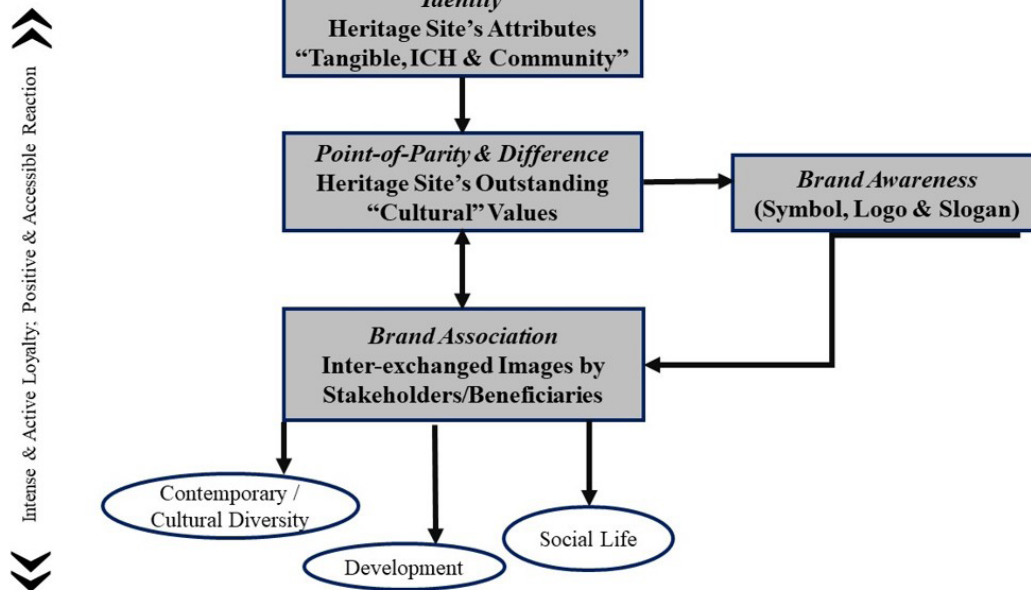 Identity
Heritage Site's Attributes
“Tangible, ICH & Community”
Point-of-Parity & Difference
Heritage Site's Outstanding
“Cultural” Values
Brand Awareness
(Symbol, Logo & Slogan)
Brand Association
Inter-exchanged Images by
Stakeholders/Beneficiaries
Contemporary /
Cultural Diversity
Development
Social Life
Intense & Active Loyalty: Positive & Accessible Reaction